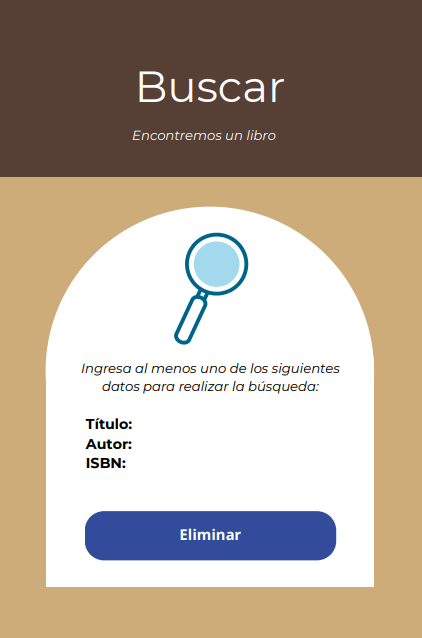 Buscar
Encontremos un libro
Ingresa al menos uno de los siguientes
datos para realizar la búsqueda:
Título:
Autor:
ISBN:
Eliminar